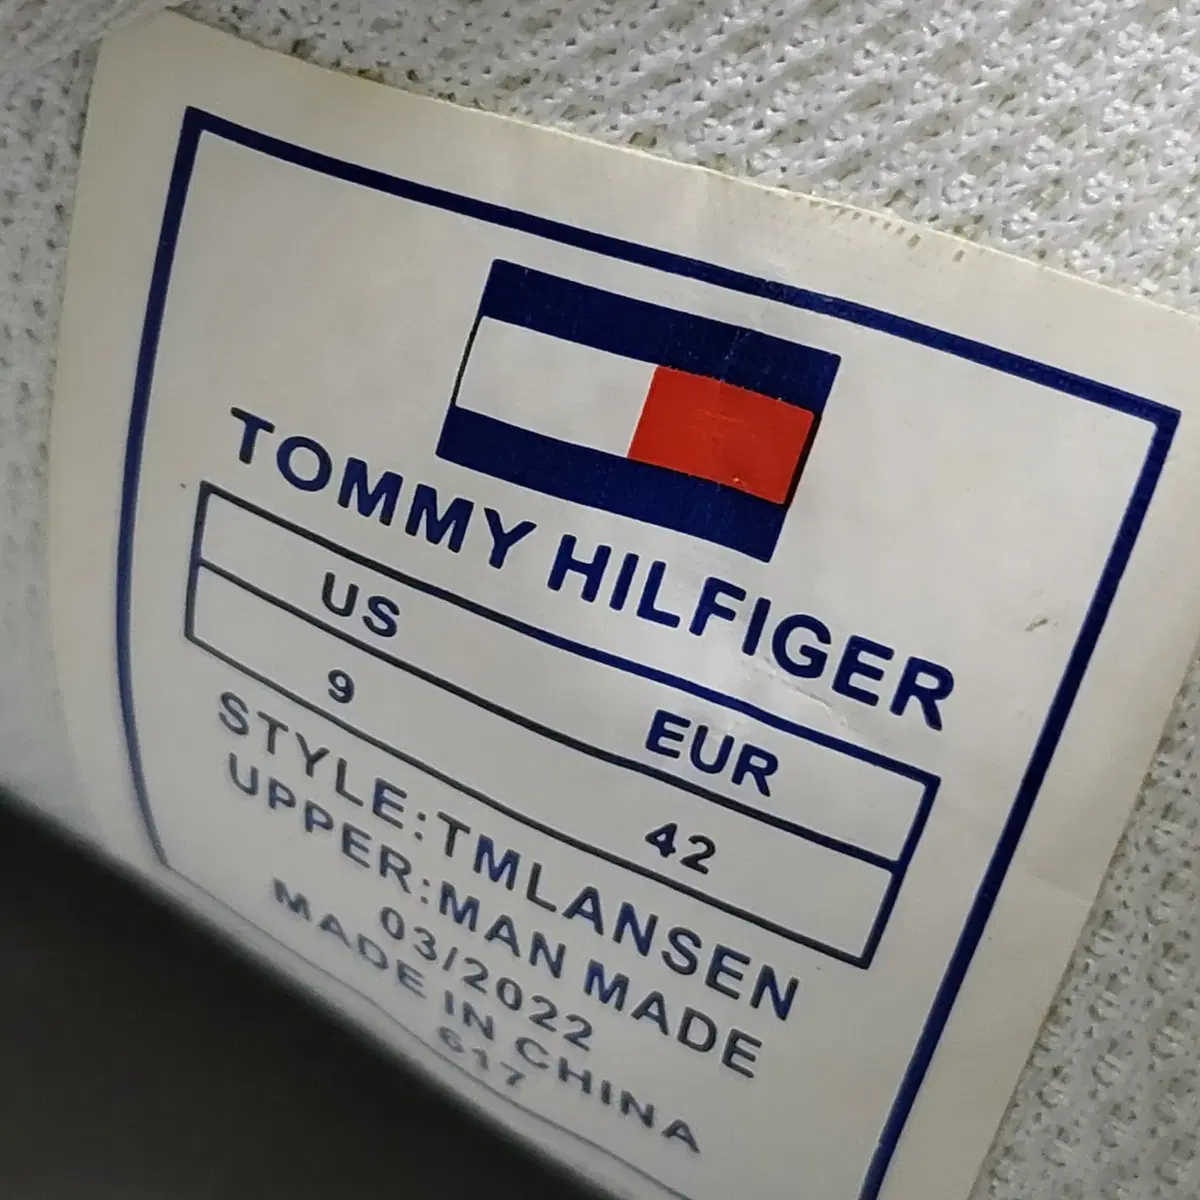 TOMMY HILFIGER
US EUR
9 42
STYLE:TMLANSEN
UPPER:MAN MADE
03/2022
MADE IN CHINA
617